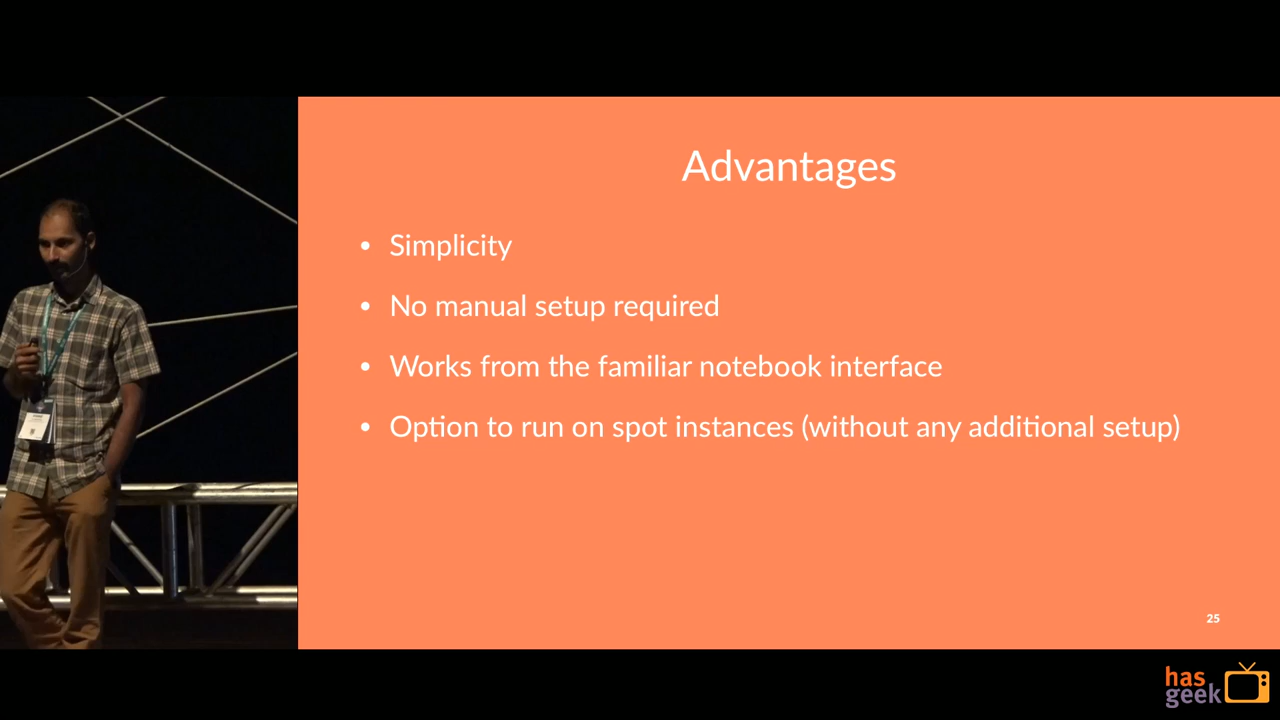 Advantages
• Simplicity
• No manual setup required
• Works from the familiar notebook interface
• Option to run on spot instances (without any additional setup)
25
has
geek